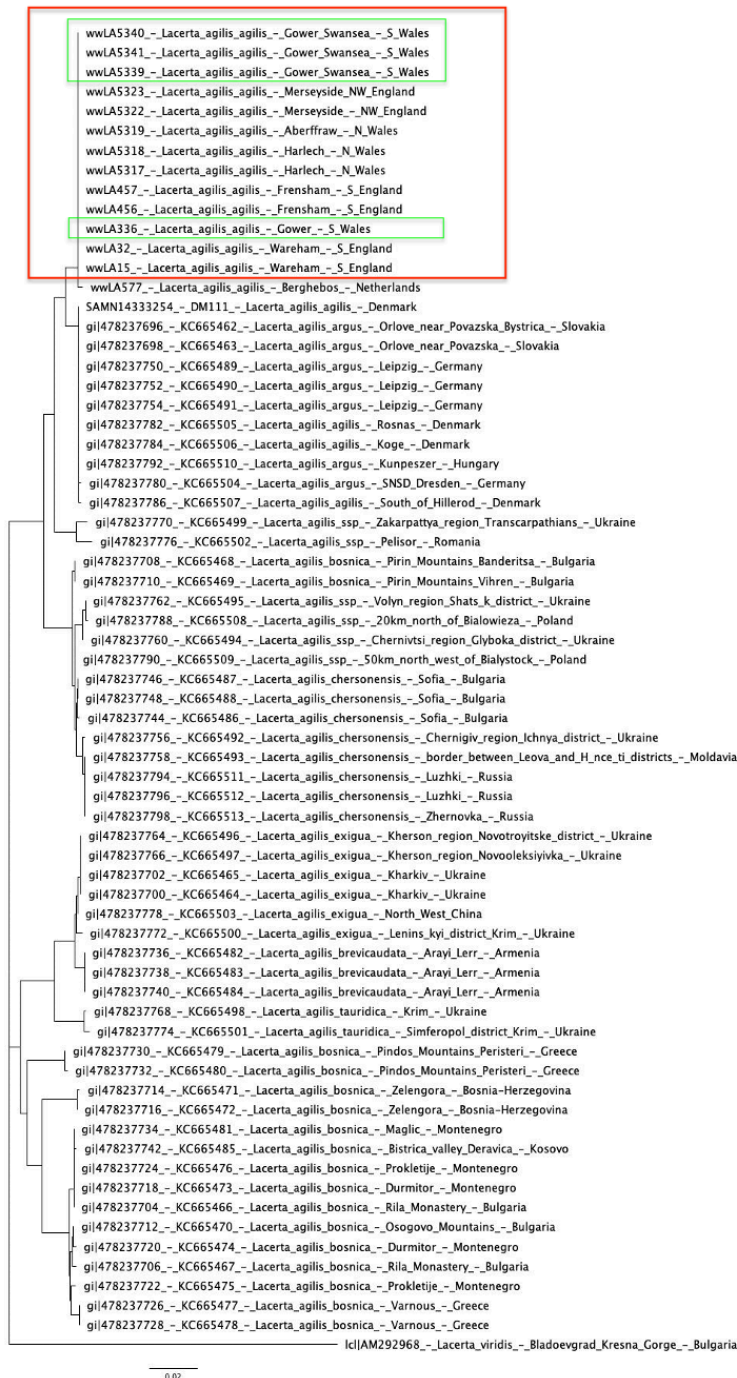 wwLA5340_-_Lacerta_agilis_agilis_-_Gower_Swansea_-_S_Wales
wwLA5341_-_Lacerta_agilis_agilis_-_Gower_Swansea_-_S_Wales
wwLA5339_-_Lacerta_agilis_agilis_-_Gower_Swansea_-_S_Wales
wwLA5323_-_Lacerta_agilis_agilis_-_Merseyside_NW_England
wwLA5322_-_Lacerta_agilis_agilis_-_Merseyside_-_NW_England
wwLA5319_-_Lacerta_agilis_agilis_-_Aberffraw_-_N_Wales
wwLA5318_-_Lacerta_agilis_agilis_-_Harlech_-_N_Wales
wwLA5317_-_Lacerta_agilis_agilis_-_Harlech_-_N_Wales
wwLA457_-_Lacerta_agilis_agilis_-_Frensham_-_S_England
wwLA456_-_Lacerta_agilis_agilis_-_Frensham_-_S_England
wwLA336_-_Lacerta_agilis_agilis_-_Gower_-_S_Wales
wwLA32_-_Lacerta_agilis_agilis_-_Wareham_-_S_England
wwLA15_-_Lacerta_agilis_agilis_-_Wareham_-_S_England
wwLA577_-_Lacerta_agilis_agilis_-_Berghebos_-_Netherlands
SAMN14333254_-_DM111_-_Lacerta_agilis_agilis_-_Denmark
gi|478237696_-_KC665462_-_Lacerta_agilis_argus_-_Orlove_near_Povazska_Bystrica_-_Slovakia
gi|478237698_-_KC665463_-_Lacerta_agilis_argus_-_Orlove_near_Povazska_-_Slovakia
gi|478237750_-_KC665489_-_Lacerta_agilis_argus_-_Leipzig_-_Germany
gi|478237752_-_KC665490_-_Lacerta_agilis_argus_-_Leipzig_-_Germany
gi|478237754_-_KC665491_-_Lacerta_agilis_argus_-_Leipzig_-_Germany
gi|478237782_-_KC665505_-_Lacerta_agilis_agilis_-_Rosnas_-_Denmark
gi|478237784_-_KC665506_-_Lacerta_agilis_agilis_-_Koge_-_Denmark
gi|478237792_-_KC665510_-_Lacerta_agilis_argus_-_Kunpeszer_-_Hungary
gi|478237780_-_KC665504_-_Lacerta_agilis_argus_-_SNSD_Dresden_-_Germany
gi|478237786_-_KC665507_-_Lacerta_agilis_agilis_-_South_of_Hillerod_-_Denmark
gi|478237770_-_KC665499_-_Lacerta_agilis_ssp_-_Zakarpattya_region_Transcarpathians_-_Ukraine
gi|478237776_-_KC665502_-_Lacerta_agilis_ssp_-_Pelisor_-_Romania
gi|478237708_-_KC665468_-_Lacerta_agilis_bosnica_-_Pirin_Mountains_Banderitsa_-_Bulgaria
gi|478237710_-_KC665469_-_Lacerta_agilis_bosnica_-_Pirin_Mountains_Vihren_-_Bulgaria
gi|478237762_-_KC665495_-_Lacerta_agilis_ssp_-_Volyn_region_Shats_k_district_-_Ukraine
gi|478237788_-_KC665508_-_Lacerta_agilis_ssp_-_20km_north_of_Bialowieza_-_Poland
gi|478237760_-_KC665494_-_Lacerta_agilis_ssp_-_Chernivtsi_region_Glyboka_district_-_Ukraine
gi|478237790_-_KC665509_-_Lacerta_agilis_ssp_-_50km_north_west_of_Bialystock_-_Poland
gi|478237746_-_KC665487_-_Lacerta_agilis_chersonensis_-_Sofia_-_Bulgaria
gi|478237748_-_KC665488_-_Lacerta_agilis_chersonensis_-_Sofia_-_Bulgaria
gi|478237744_-_KC665486_-_Lacerta_agilis_chersonensis_-_Sofia_-_Bulgaria
gi|478237756_-_KC665492_-_Lacerta_agilis_chersonensis_-_Chernigiv_region_Ichnya_district_-_Ukraine
gi|478237758_-_KC665493_-_Lacerta_agilis_chersonensis_-_border_between_Leova_and_H_nce_ti_districts_-_Moldavia
gi|478237794_-_KC665511_-_Lacerta_agilis_chersonensis_-_Luzhki_-_Russia
gi|478237796_-_KC665512_-_Lacerta_agilis_chersonensis_-_Luzhki_-_Russia
gi|478237798_-_KC665513_-_Lacerta_agilis_chersonensis_-_Zhernovka_-_Russia
gi|478237764_-_KC665496_-_Lacerta_agilis_exigua_-_Kherson_region_Novotroyitske_district_-_Ukraine
gi|478237766_-_KC665497_-_Lacerta_agilis_exigua_-_Kherson_region_Novooleksiyivka_-_Ukraine
gi|478237702_-_KC665465_-_Lacerta_agilis_exigua_-_Kharkiv_-_Ukraine
gi|478237700_-_KC665464_-_Lacerta_agilis_exigua_-_Kharkiv_-_Ukraine
gi|478237778_-_KC665503_-_Lacerta_agilis_exigua_-_North_West_China
gi|478237772_-_KC665500_-_Lacerta_agilis_exigua_-_Lenins_kyi_district_Krim_-_Ukraine
gi|478237736_-_KC665482_-_Lacerta_agilis_brevicaudata_-_Arayi_Lerr_-_Armenia
gi|478237738_-_KC665483_-_Lacerta_agilis_brevicaudata_-_Arayi_Lerr_-_Armenia
gi|478237740_-_KC665484_-_Lacerta_agilis_brevicaudata_-_Arayi_Lerr_-_Armenia
gi|478237768_-_KC665498_-_Lacerta_agilis_tauridica_-_Krim_-_Ukraine
gi|478237774_-_KC665501_-_Lacerta_agilis_tauridica_-_Simferopol_district_Krim_-_Ukraine
gi|478237730_-_KC665479_-_Lacerta_agilis_bosnica_-_Pindos_Mountains_Peristeri_-_Greece
gi|478237732_-_KC665480_-_Lacerta_agilis_bosnica_-_Pindos_Mountains_Peristeri_-_Greece
gi|478237714_-_KC665471_-_Lacerta_agilis_bosnica_-_Zelengora_-_Bosnia-Herzegovina
gi|478237716_-_KC665472_-_Lacerta_agilis_bosnica_-_Zelengora_-_Bosnia-Herzegovina
gi|478237734_-_KC665481_-_Lacerta_agilis_bosnica_-_Maglic_-_Montenegro
gi|478237742_-_KC665485_-_Lacerta_agilis_bosnica_-_Bistrica_valley_Deravica_-_Kosovo
gi|478237724_-_KC665476_-_Lacerta_agilis_bosnica_-_Prokletije_-_Montenegro
gi|478237718_-_KC665473_-_Lacerta_agilis_bosnica_-_Durmitor_-_Montenegro
gi|478237704_-_KC665466_-_Lacerta_agilis_bosnica_-_Rila_Monastery_-_Bulgaria
gi|478237712_-_KC665470_-_Lacerta_agilis_bosnica_-_Osogovo_Mountains_-_Bulgaria
gi|478237720_-_KC665474_-_Lacerta_agilis_bosnica_-_Durmitor_-_Montenegro
gi|478237706_-_KC665467_-_Lacerta_agilis_bosnica_-_Rila_Monastery_-_Bulgaria
gi|478237722_-_KC665475_-_Lacerta_agilis_bosnica_-_Prokletije_-_Montenegro
gi|478237726_-_KC665477_-_Lacerta_agilis_bosnica_-_Varnous_-_Greece
gi|478237728_-_KC665478_-_Lacerta_agilis_bosnica_-_Varnous_-_Greece
lcl|AM292968_-_Lacerta_viridis_-_Bladoevgrad_Kresna_Gorge_-_Bulgaria
0.02